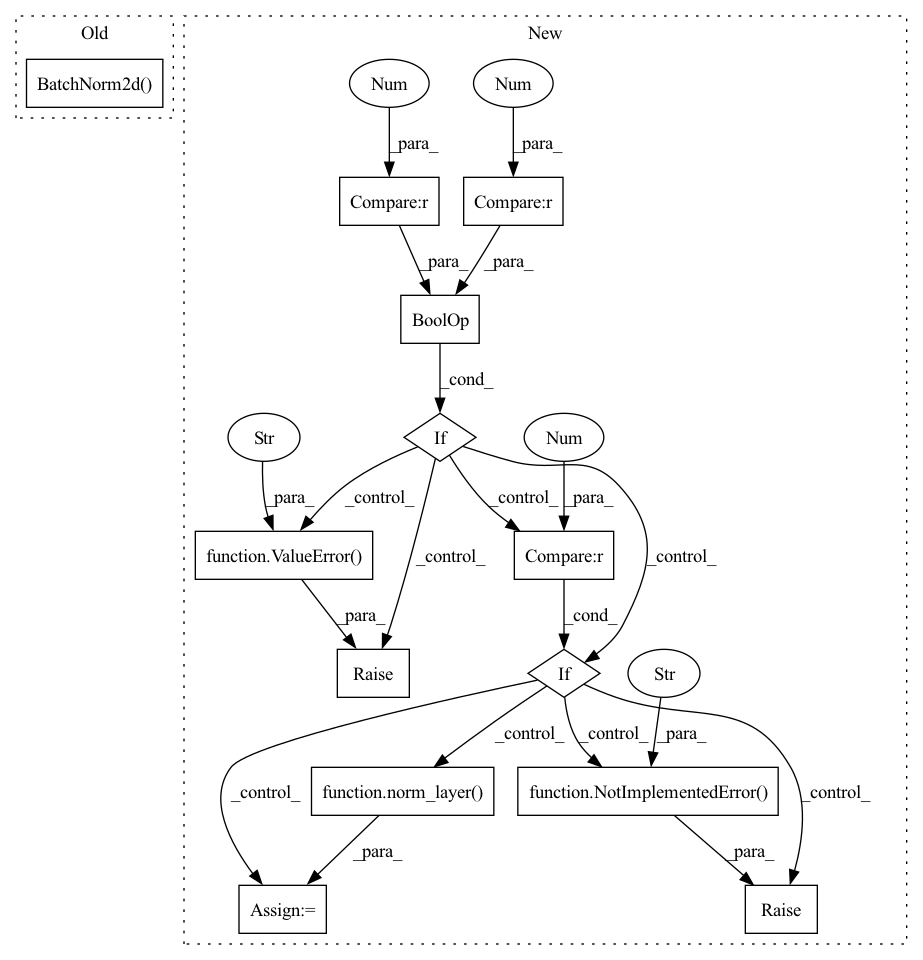 Old
New
BatchNorm2d()
Num
Num
_para_
_para_
Compare:r
Compare:r
_para_
_para_
BoolOp
_cond_
Str
If
Num
_para_
_control_
_control_
_para_
_control_
_control_
function.ValueError()
Compare:r
_para_
_cond_
Raise
If
Str
_control_
_control_
_control_
_para_
_control_
function.norm_layer()
function.NotImplementedError()
_para_
_para_
Assign:=
Raise